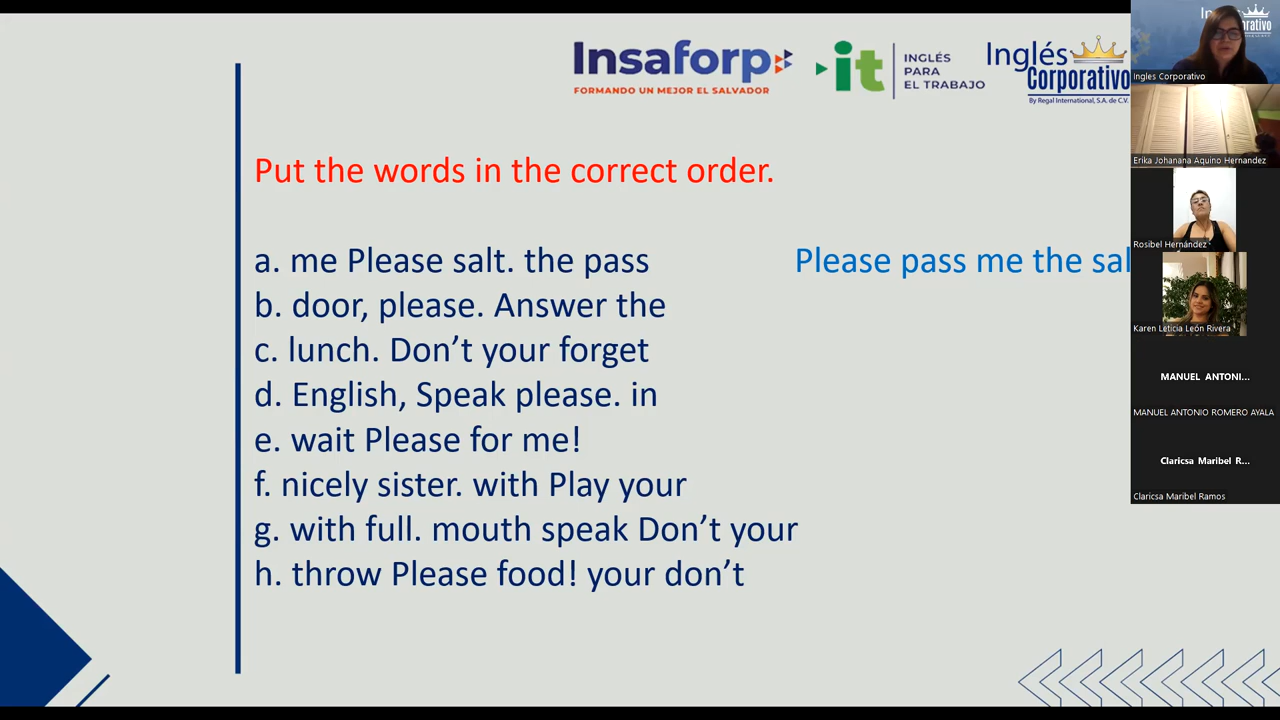 Insaforp
FORMANDO UN MEJOR EL SALVADOR
it
INGLÉS
PARA
EL TRABAJO
Inglés
Corporativo
By Regal International, S.A. de C.V.
Ingles Corporativo
Erika Johanana Aquino Hernandez
Rosibel Hernández
Karen Leticia León Rivera
MANUEL ANTONI...
MANUEL ANTONIO ROMERO AYALA
Claricsa Maribel R...
Claricsa Maribel Ramos
Put the words in the correct order.
a. me Please salt. the pass Please pass me the sal
b. door, please. Answer the
c. lunch. Don’t your forget
d. English, Speak please. in
e. wait Please for me!
f. nicely sister. with Play your
g. with full. mouth speak Don’t your
h. throw Please food! your don’t